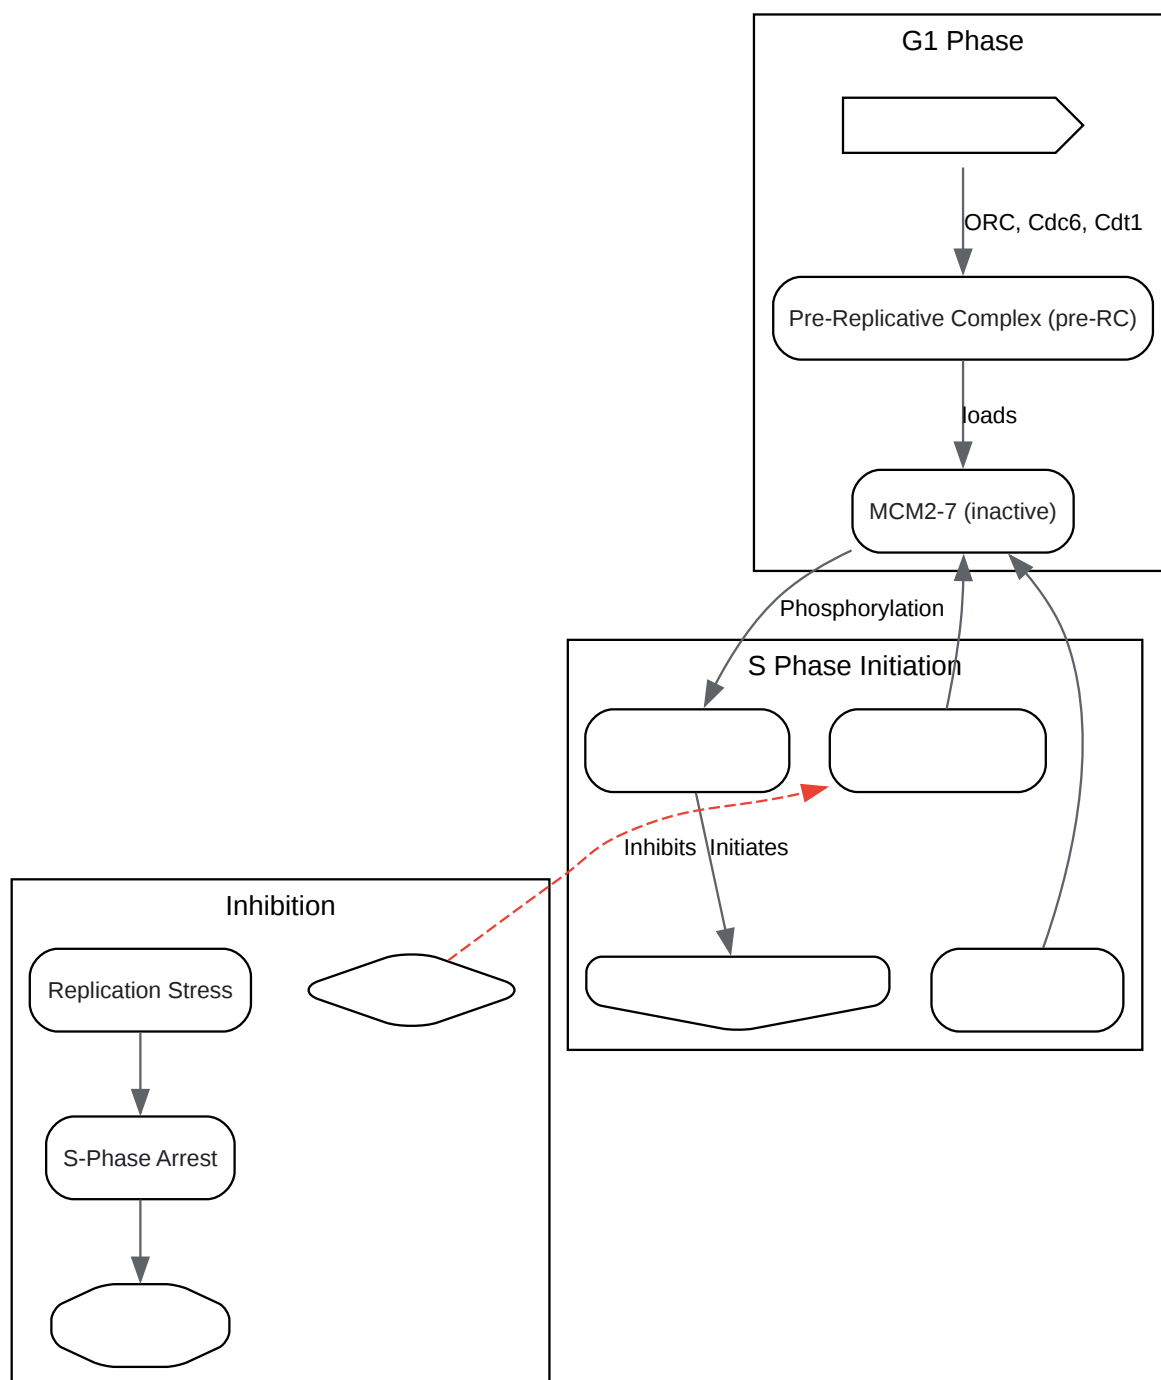 G1 Phase
ORC, Cdc6, Cdt1
Pre-Replicative Complex (pre-RC)
loads
MCM2-7 (inactive)
Phosphorylation
S Phase Initiation
Inhibits
Initiates
Inhibition
Replication Stress
S-Phase Arrest